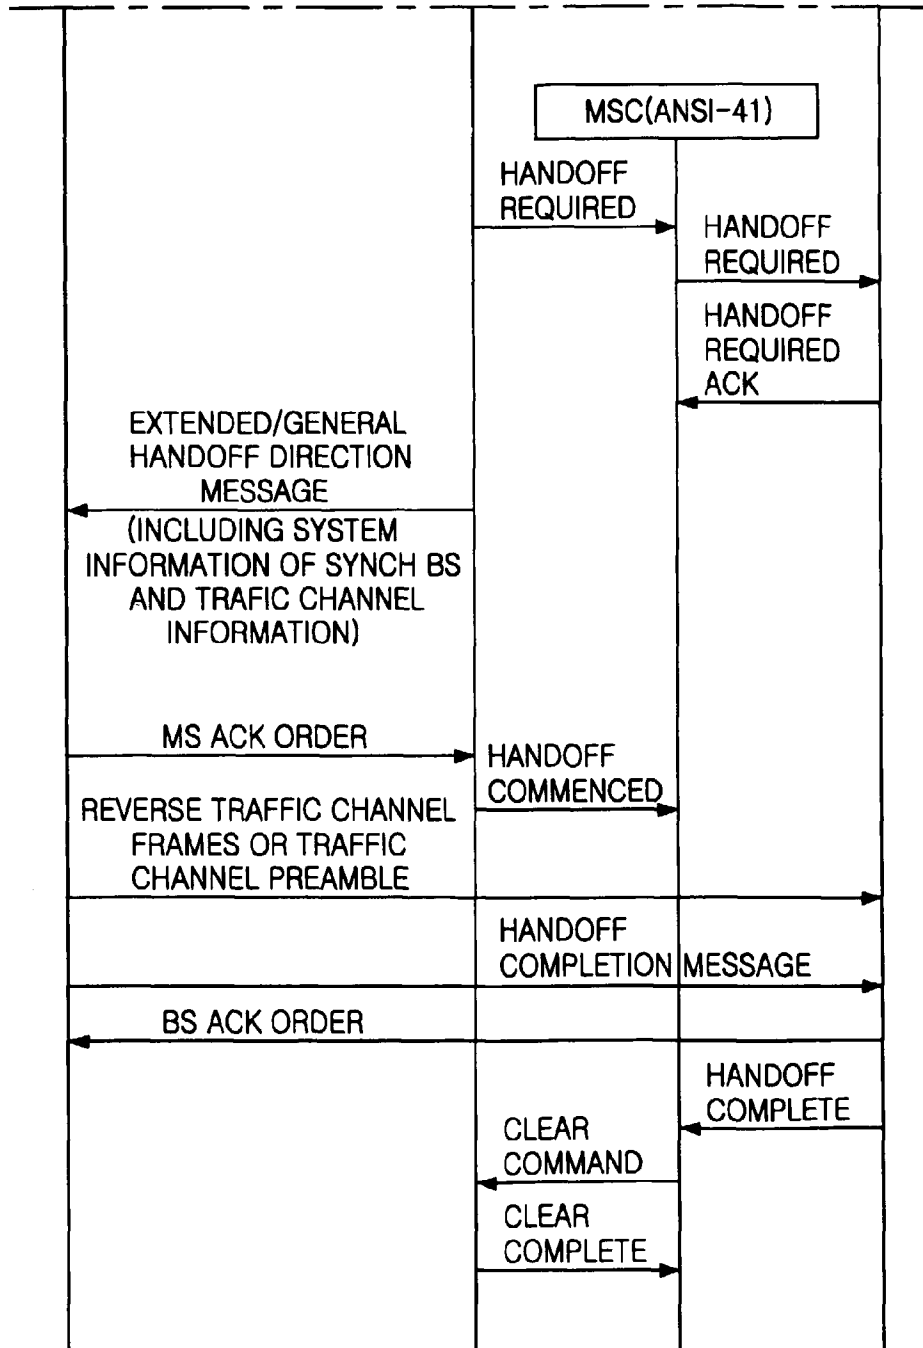 MSC(ANSI-41)
HANDOFF
REQUIRED
HANDOFF
REQUIRED
HANDOFF
REQUIRED
ACK
EXTENDED/GENERAL
HANDOFF DIRECTION
MESSAGE
(INCLUDING SYSTEM
INFORMATION OF SYNCH BS
AND TRAFIC CHANNEL
INFORMATION)
MS ACK ORDER
HANDOFF
COMMENCED
REVERSE TRAFFIC CHANNEL
FRAMES OR TRAFFIC
CHANNEL PREAMBLE
HANDOFF
COMPLETION MESSAGE
BS ACK ORDER
HANDOFF
COMPLETE
CLEAR
COMMAND
CLEAR
COMPLETE